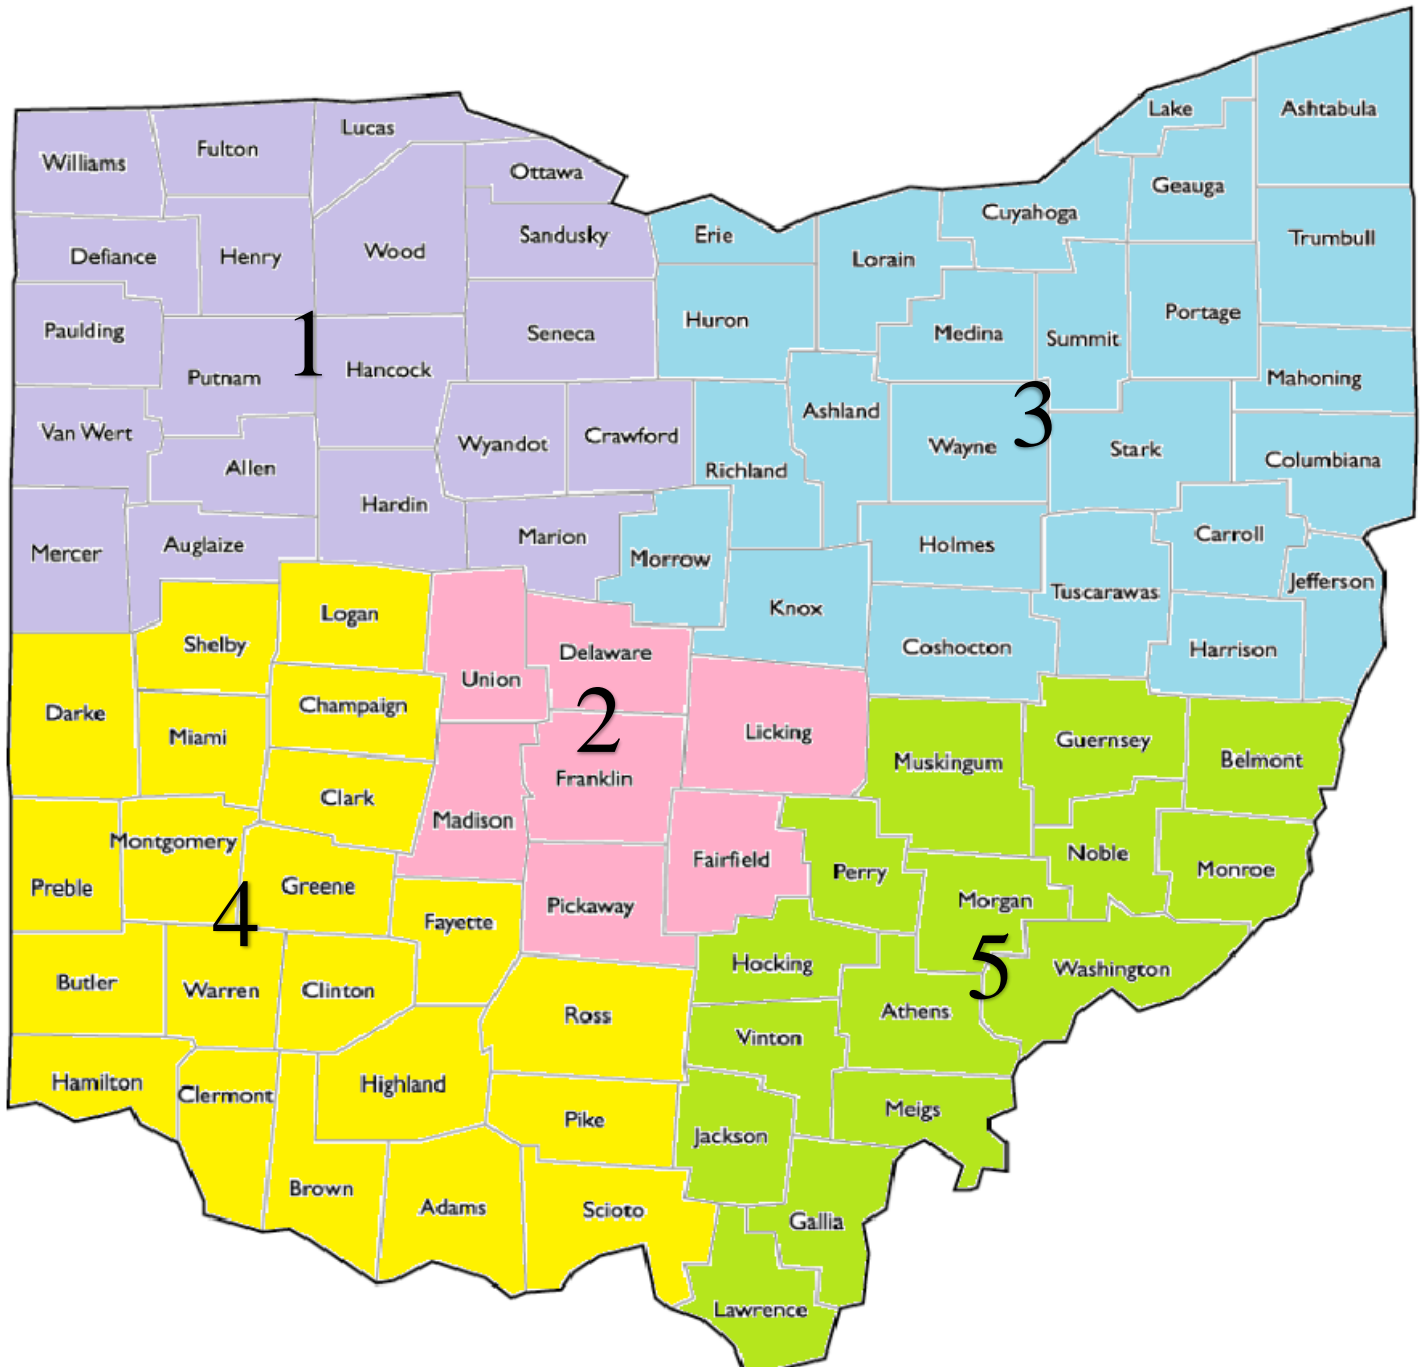 Lake
Ashtabula
Lucas
Fulton
Williams
Ottawa
Geauga
Cuyahoga
Sandusky
Erie
Trumbull
Wood
Defiance
Henry
Lorain
Portage
Huron
Paulding
Seneca
Medina
Summit
1
Hancock
Putnam
Mahoning
Ashland
3
Van Wert
Wyandot
Crawford
Wayne
Stark
Columbiana
Allen
Richland
Hardin
Marion
Carroll
Auglaize
Mercer
Holmes
Morrow
Jefferson
Tuscarawas
Knox
Logan
Shelby
Delaware
Coshocton
Harrison
Union
Champaign
Darke
2
Miami
Licking
Guernsey
Belmont
Muskingum
Franklin
Clark
Madison
Montgomery
Noble
Fairfield
Perry
Monroe
Preble
Greene
Morgan
Pickaway
4
Fayette
Hocking
5
Washington
Butler
Warren
Clinton
Ross
Athens
Vinton
Hamilton
Highland
Clermont
Meigs
Pike
Jackson
Brown
Adams
Scioto
Gallia
Lawrence